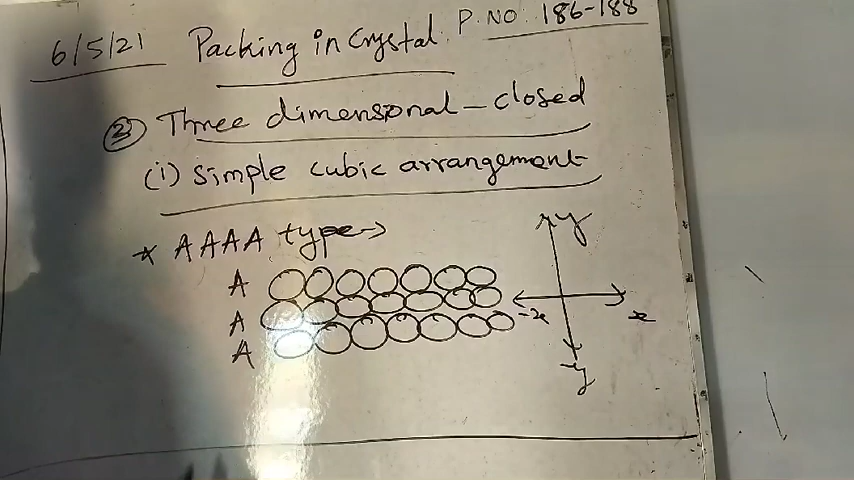 6/5/21 Packing in Crystal P.NO: 186-188
② Three dimensional - closed
(i) simple cubic arrangement
* AAAA type →
A
A
A
y
-x x
-y